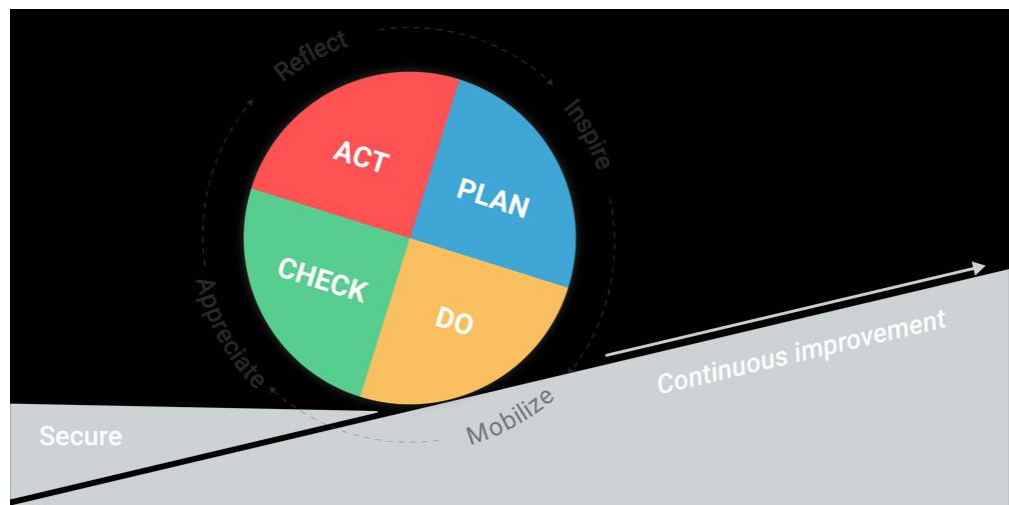 Reflect
Inspire
ACT
PLAN
CHECK
DO
Appreciate
Mobilize
Continuous improvement
Secure